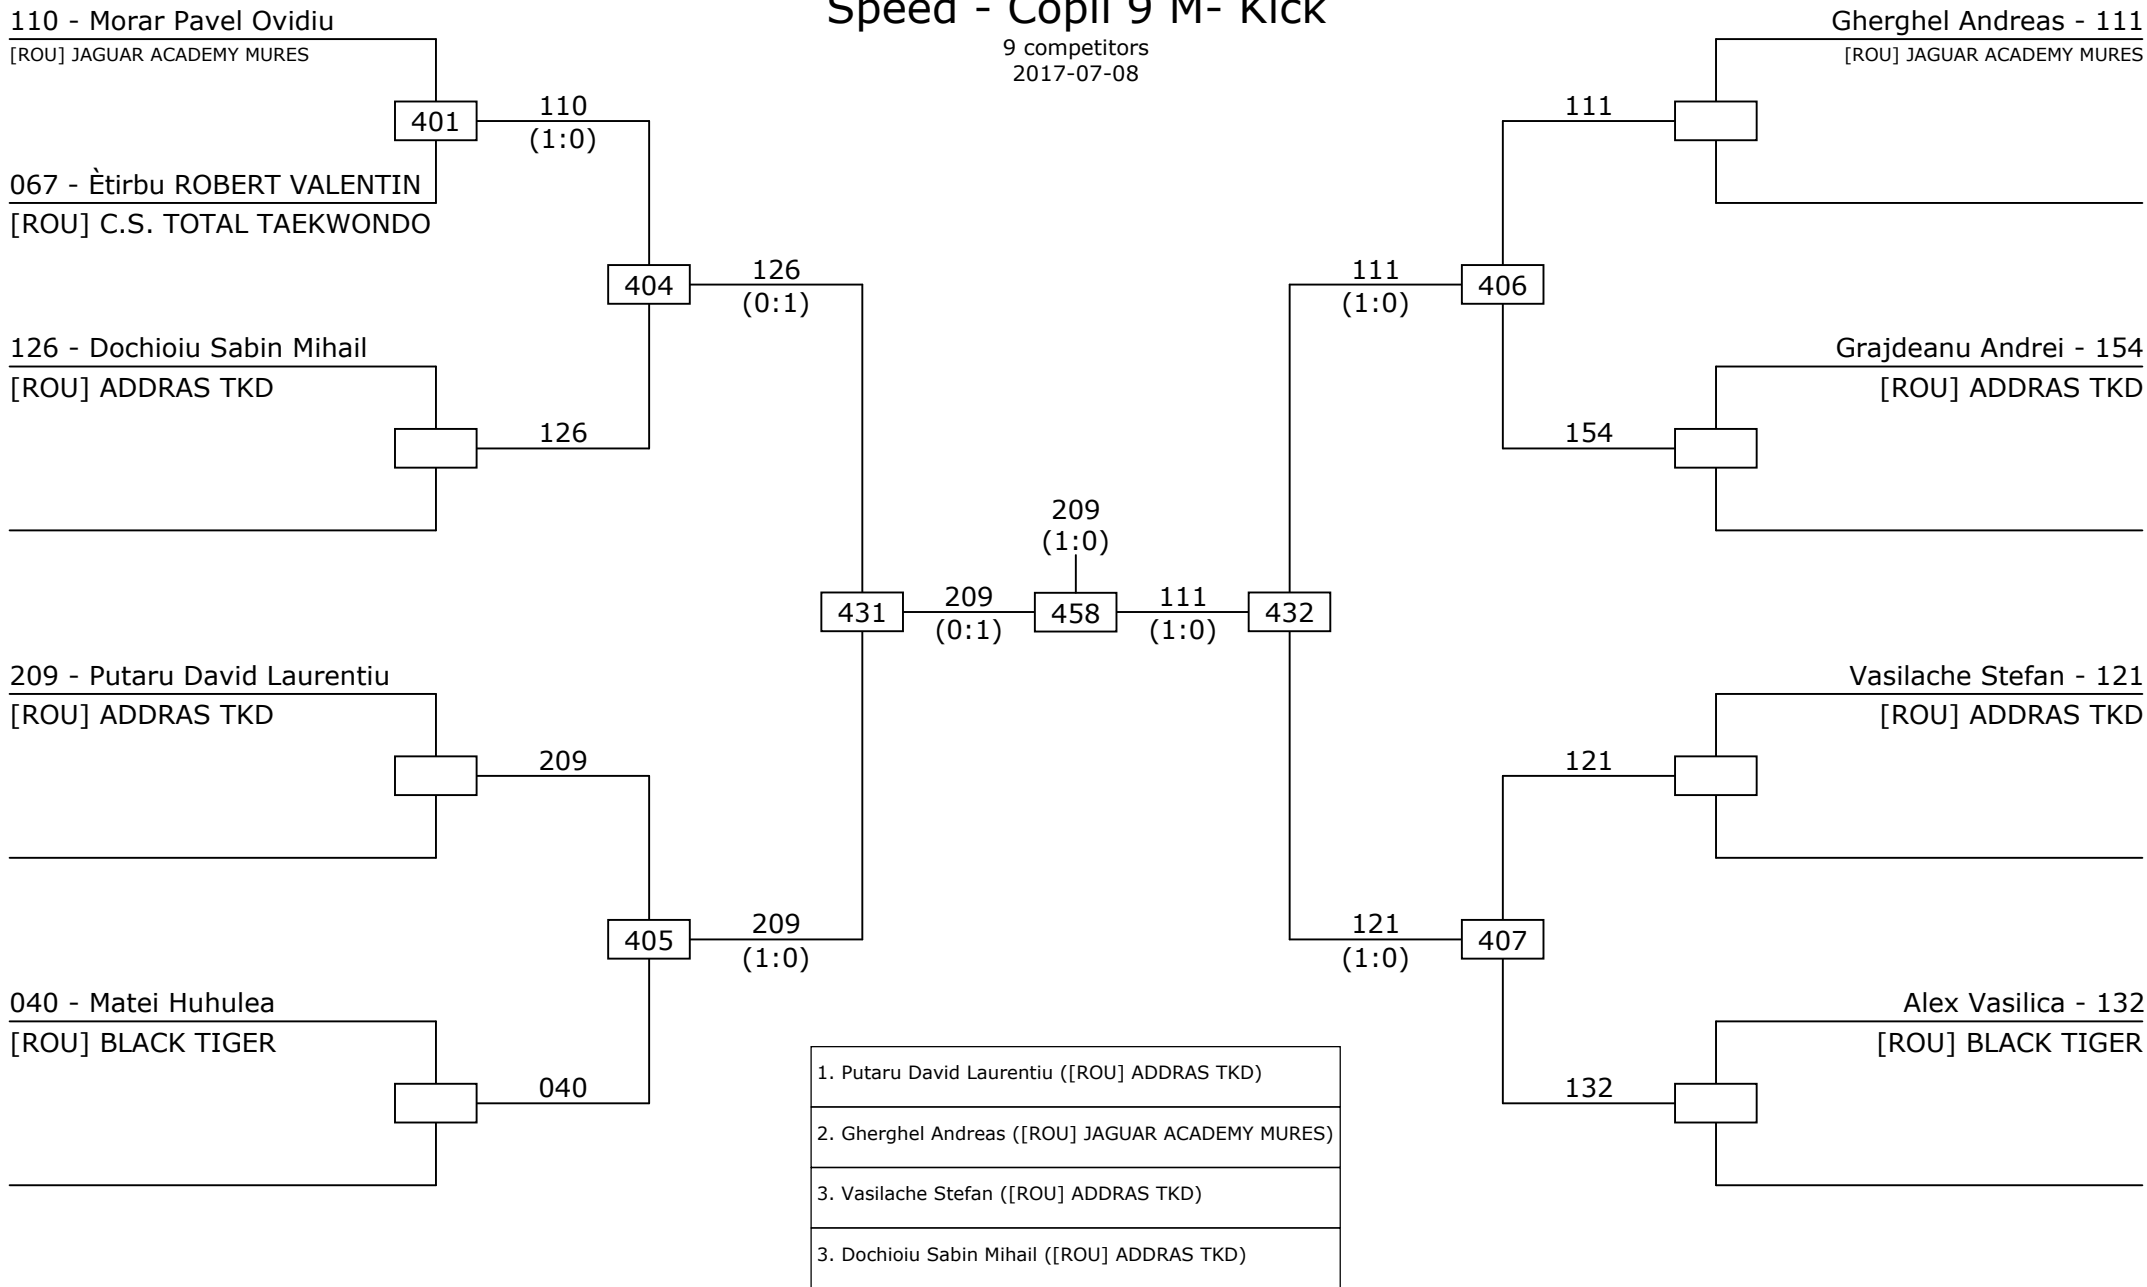 Speed - Copii 9 M- Kick
9 competitors
2017-07-08
110 - Morar Pavel Ovidiu
[ROU] JAGUAR ACADEMY MURES
401
110
(1:0)
067 - Ètirbu ROBERT VALENTIN
[ROU] C.S. TOTAL TAEKWONDO
404
126
(0:1)
126 - Dochioiu Sabin Mihail
[ROU] ADDRAS TKD
126
431
209
(0:1)
209 - Putaru David Laurentiu
[ROU] ADDRAS TKD
209
405
209
(1:0)
040 - Matei Huhulea
[ROU] BLACK TIGER
040
209
(1:0)
458
Gherghel Andreas - 111
[ROU] JAGUAR ACADEMY MURES
111
111
(1:0)
406
Grajdeanu Andrei - 154
[ROU] ADDRAS TKD
154
111
(1:0)
432
Vasilache Stefan - 121
[ROU] ADDRAS TKD
121
121
(1:0)
407
Alex Vasilica - 132
[ROU] BLACK TIGER
132
1. Putaru David Laurentiu ([ROU] ADDRAS TKD)
2. Gherghel Andreas ([ROU] JAGUAR ACADEMY MURES)
3. Vasilache Stefan ([ROU] ADDRAS TKD)
3. Dochioiu Sabin Mihail ([ROU] ADDRAS TKD)